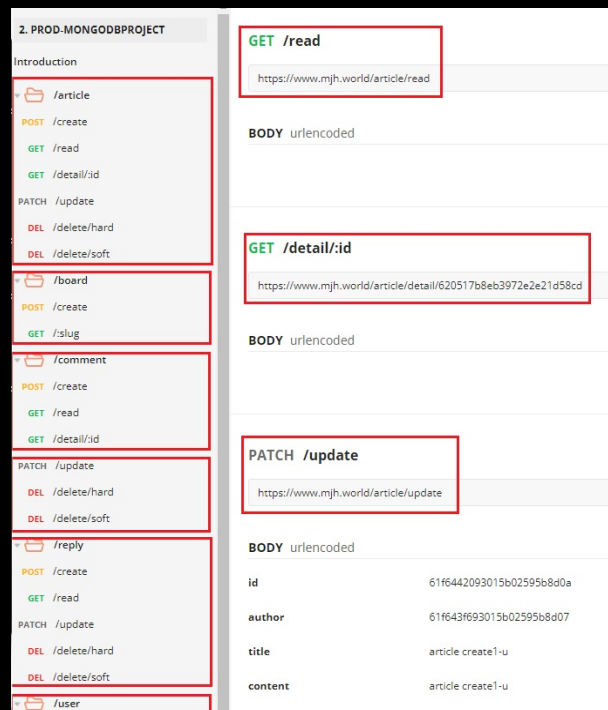 2. PROD-MONGODBPROJECT
Introduction
/article
POST /create
GET /read
GET /detail/:id
PATCH /update
DEL /delete/hard
DEL /delete/soft
/board
POST /create
GET /:slug
/comment
POST /create
GET /read
GET /detail/:id
PATCH /update
DEL /delete/hard
DEL /delete/soft
/reply
POST /create
GET /read
PATCH /update
DEL /delete/hard
DEL /delete/soft
/user
GET /read
https://www.mjh.world/article/read
BODY urlencoded
GET /detail/:id
https://www.mjh.world/article/detail/620517b8eb3972e2e21d58cd
BODY urlencoded
PATCH /update
https://www.mjh.world/article/update
BODY urlencoded
id 61f6442093015b02595b8d0a
author 61f643f693015b02595b8d07
title article create1-u
content article create1-u